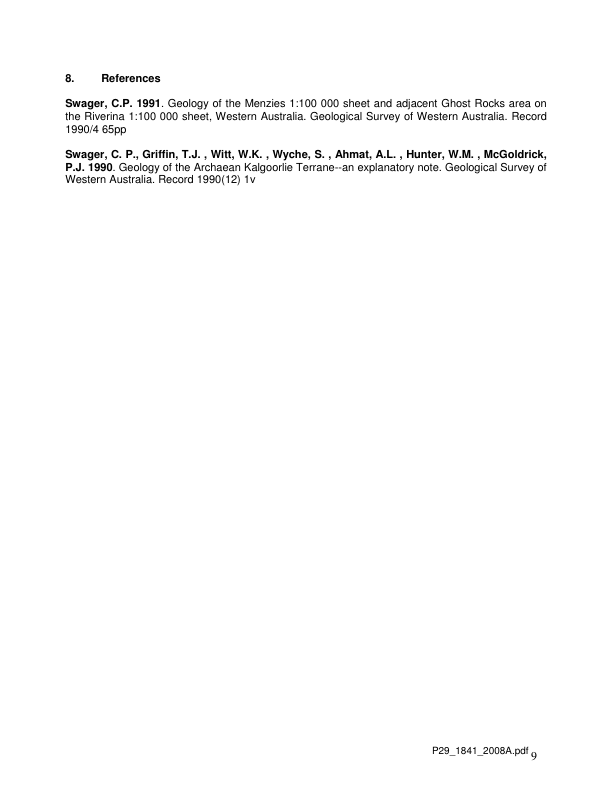 8. References
Swager, C.P. 1991. Geology of the Menzies 1:100 000 sheet and adjacent Ghost Rocks area on
the Riverina 1:100 000 sheet, Western Australia. Geological Survey of Western Australia. Record
1990/4 65pp
Swager, C. P., Griffin, T.J. , Witt, W.K. , Wyche, S. , Ahmat, A.L. , Hunter, W.M. , McGoldrick,
P.J. 1990. Geology of the Archaean Kalgoorlie Terrane--an explanatory note. Geological Survey of
Western Australia. Record 1990(12) 1v
P29_1841_2008A.pdf 9